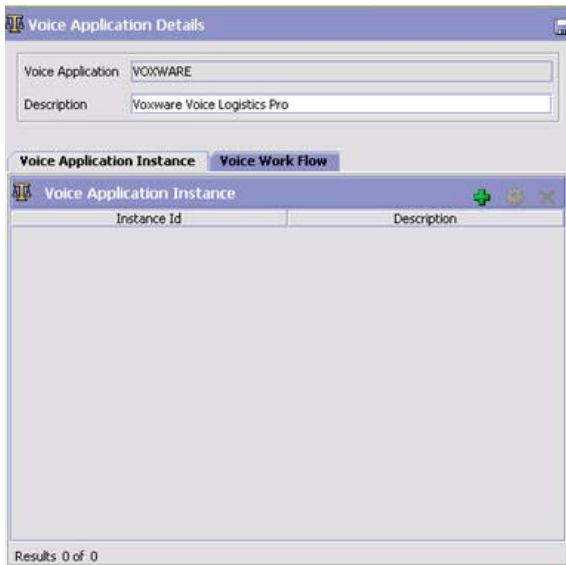 Voice Application Details
Voice Application VOXWARE
Description Voxware Voice Logistics Pro
Voice Application Instance Voice Work Flow
Voice Application Instance
Instance Id Description
Results 0 of 0